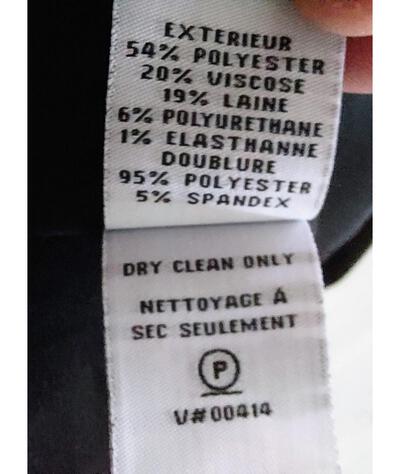 EXTERIEUR
54% POLYESTER
20% VISCOSE
19% LAINE
6% POLYURETHANE
1% ELASTHANNE
DOUBLURE
95% POLYESTER
5% SPANDEX
DRY CLEAN ONLY
NETTOYAGE Á
SEC SEULEMENT
P
V#00414